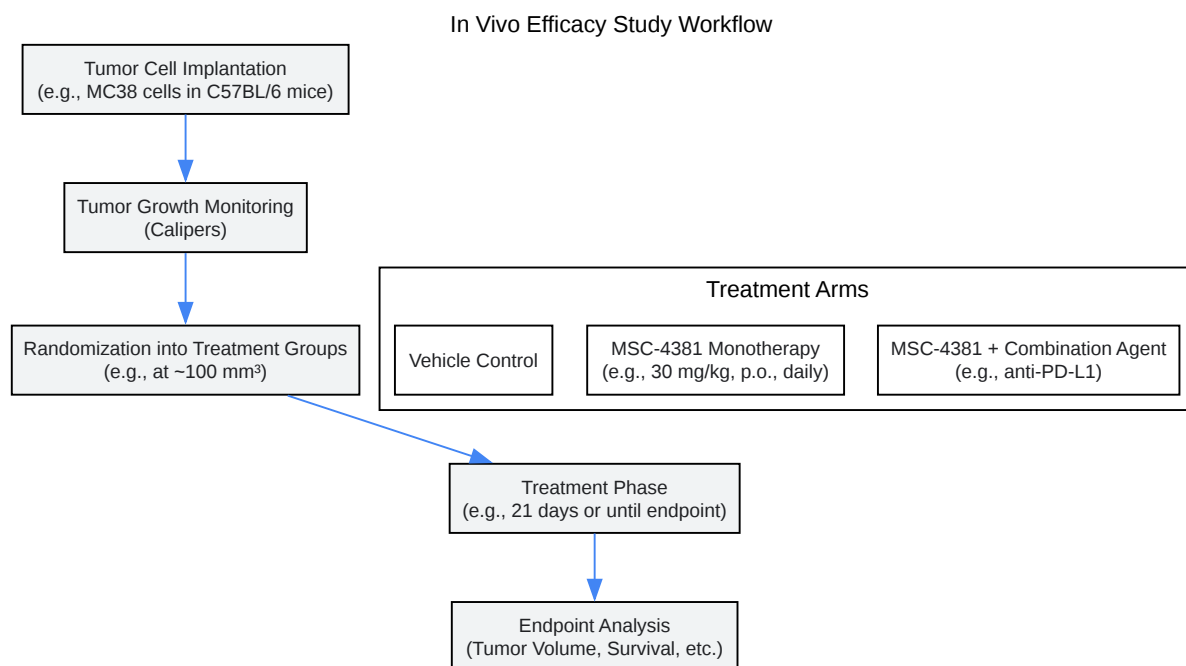 In Vivo Efficacy Study Workflow
Tumor Cell Implantation
(e.g., MC38 cells in C57BL/6 mice)
Tumor Growth Monitoring
(Calipers)
Randomization into Treatment Groups
(e.g., at ~100 mm³)
Treatment Arms
Vehicle Control
MSC-4381 Monotherapy
(e.g., 30 mg/kg, p.o., daily)
MSC-4381 + Combination Agent
(e.g., anti-PD-L1)
Treatment Phase
(e.g., 21 days or until endpoint)
Endpoint Analysis
(Tumor Volume, Survival, etc.)